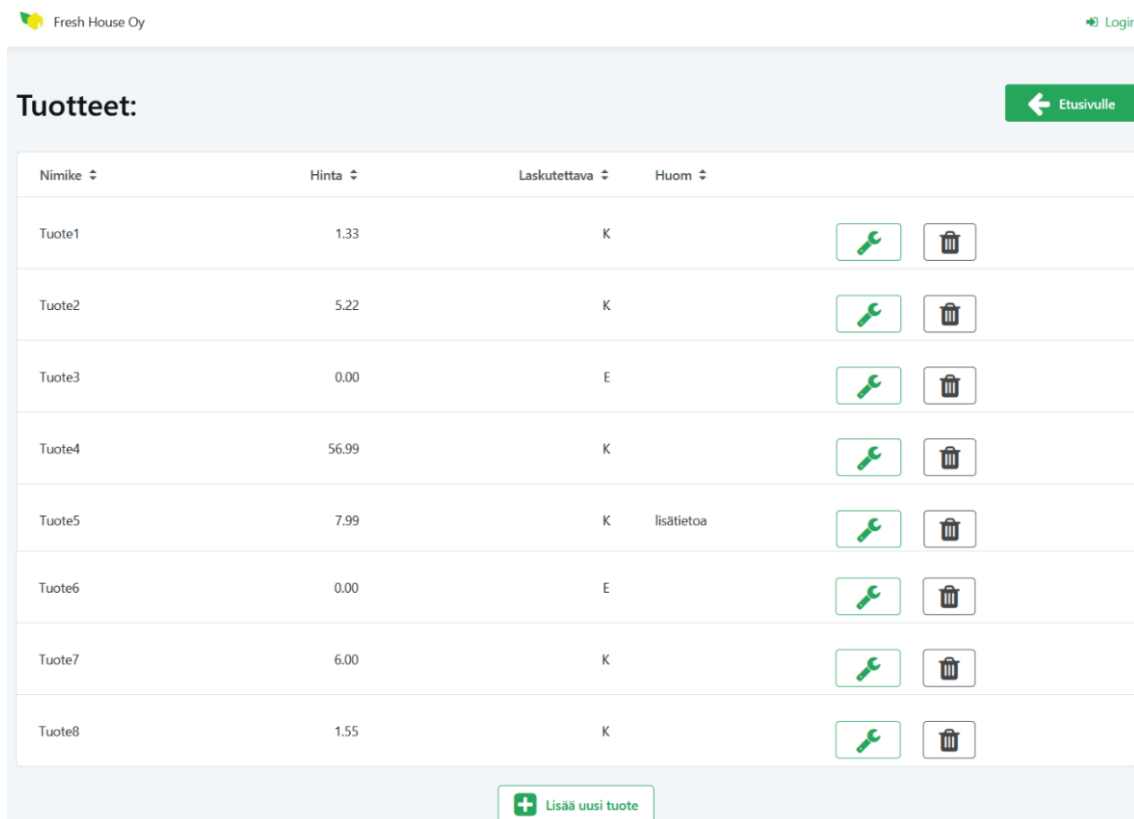 Fresh House Oy Login
Tuotteet: Etusivulle
Nimike Hinta Laskutettava Huom
Tuote1 1.33 K
Tuote2 5.22 K
Tuote3 0.00 E
Tuote4 56.99 K
Tuote5 7.99 K lisätietoa
Tuote6 0.00 E
Tuote7 6.00 K
Tuote8 1.55 K
Lisää uusi tuote